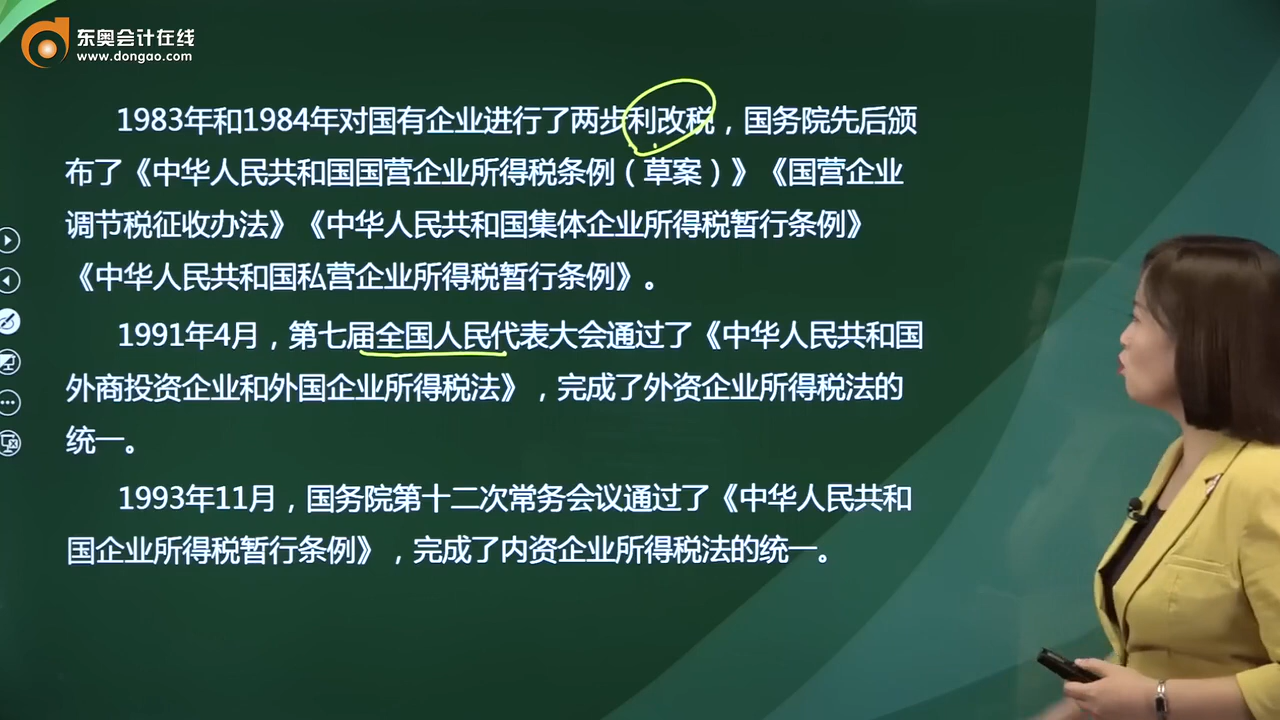 东奥会计在线
www.dongao.com
1983年和1984年对国有企业进行了两步利改税，国务院先后颁
布了《中华人民共和国国营企业所得税条例（草案）》《国营企业
调节税征收办法》《中华人民共和国集体企业所得税暂行条例》
《中华人民共和国私营企业所得税暂行条例》。
1991年4月，第七届全国人民代表大会通过了《中华人民共和国
外商投资企业和外国企业所得税法》，完成了外资企业所得税法的
统一。
1993年11月，国务院第十二次常务会议通过了《中华人民共和
国企业所得税暂行条例》，完成了内资企业所得税法的统一。